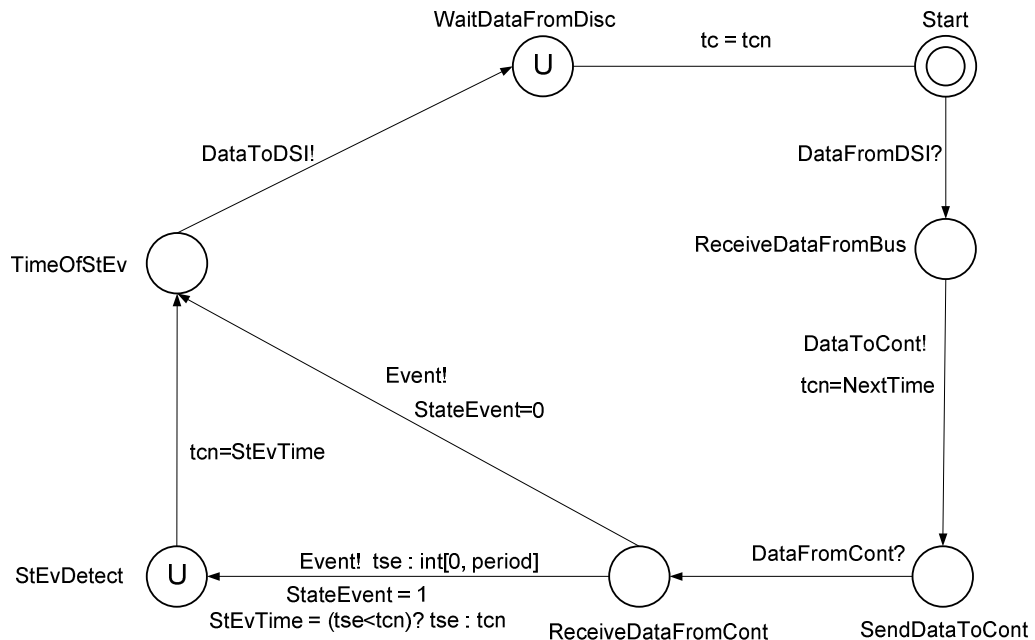 WaitDataFromDisc
Start
U
tc = tcn
DataToDSI!
DataFromDSI?
ReceiveDataFromBus
TimeOfStEv
DataToCont!
tcn=NextTime
Event!
StateEvent=0
tcn=StEvTime
StEvDetect
U
Event! tse : int[0, period]
StateEvent = 1
StEvTime = (tse<tcn)? tse : tcn
DataFromCont?
ReceiveDataFromCont
SendDataToCont